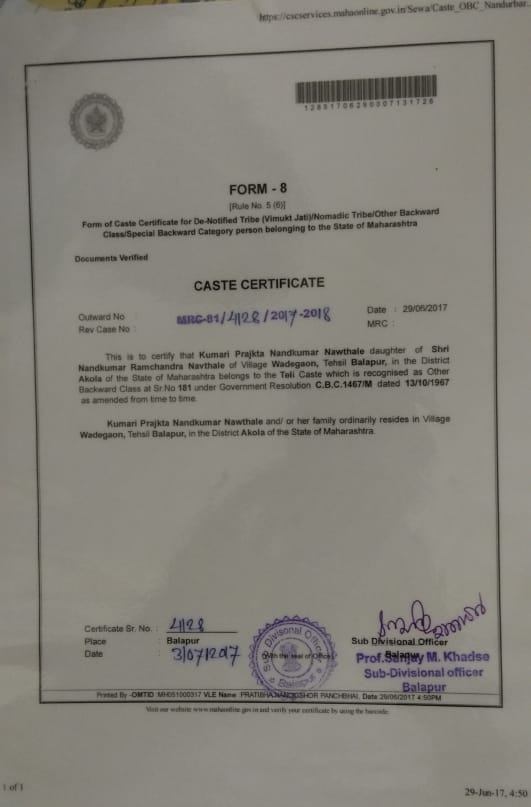 https://cscservices.mahaonline.gov.in/Sewa/Caste_OBC_Nandurbar.
12891706290007131726
FORM - 8
[Rule No. 5 (6)]
Form of Caste Certificate for De-Notified Tribe (Vimukt Jati)/Nomadic Tribe/Other Backward
Class/Special Backward Category person belonging to the State of Maharashtra
Documents Verified
CASTE CERTIFICATE
Outward No : MRC-81/4128/2017-2018
Date : 29/06/2017
Rev Case No :
MRC :
This is to certify that Kumari Prajkta Nandkumar Nawthale daughter of Shri
Nandkumar Ramchandra Navthale of Village Wadegaon, Tehsil Balapur, in the District
Akola of the State of Maharashtra belongs to the Teli Caste which is recognised as Other
Backward Class at Sr.No 181 under Government Resolution C.B.C.1467/M dated 13/10/1967
as amended from time to time.
Kumari Prajkta Nandkumar Nawthale and/ or her family ordinarily resides in Village
Wadegaon, Tehsil Balapur, in the District Akola of the State of Maharashtra.
Certificate Sr. No. : 4128
Place : Balapur
Date : 3/07/2017
Sub Divisional Officer
Balapur
(With the seal of Office)
Sub Divisional Officer
Balapur
Prof.Sanjay M. Khadse
Sub-Divisional officer
Balapur
Printed By -OMTID :MH051000317 VLE Name :PRATIBHA NANDKISHOR PANCHBHAI, Date:29/06/2017 4:50PM
Visit our website www.mahaonline.gov.in and verify your certificate by using the barcode.
1 of 1
29-Jun-17, 4:50